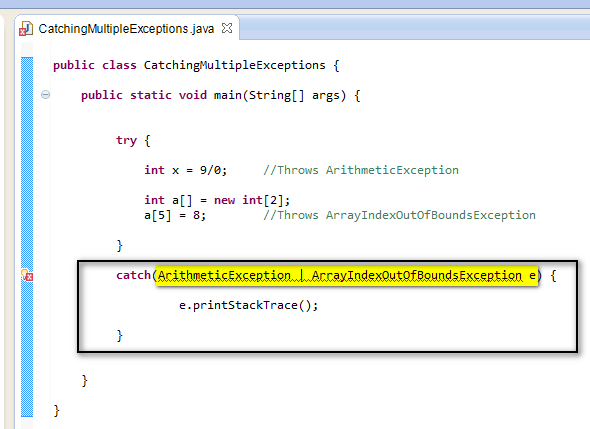 CatchingMultipleExceptions.java
public class CatchingMultipleExceptions {
public static void main(String[] args) {
try {
int x = 9/0; //Throws ArithmeticException
int a[] = new int[2];
a[5] = 8; //Throws ArrayIndexOutOfBoundsException
}
catch(ArithmeticException | ArrayIndexOutOfBoundsException e) {
e.printStackTrace();
}
}
}